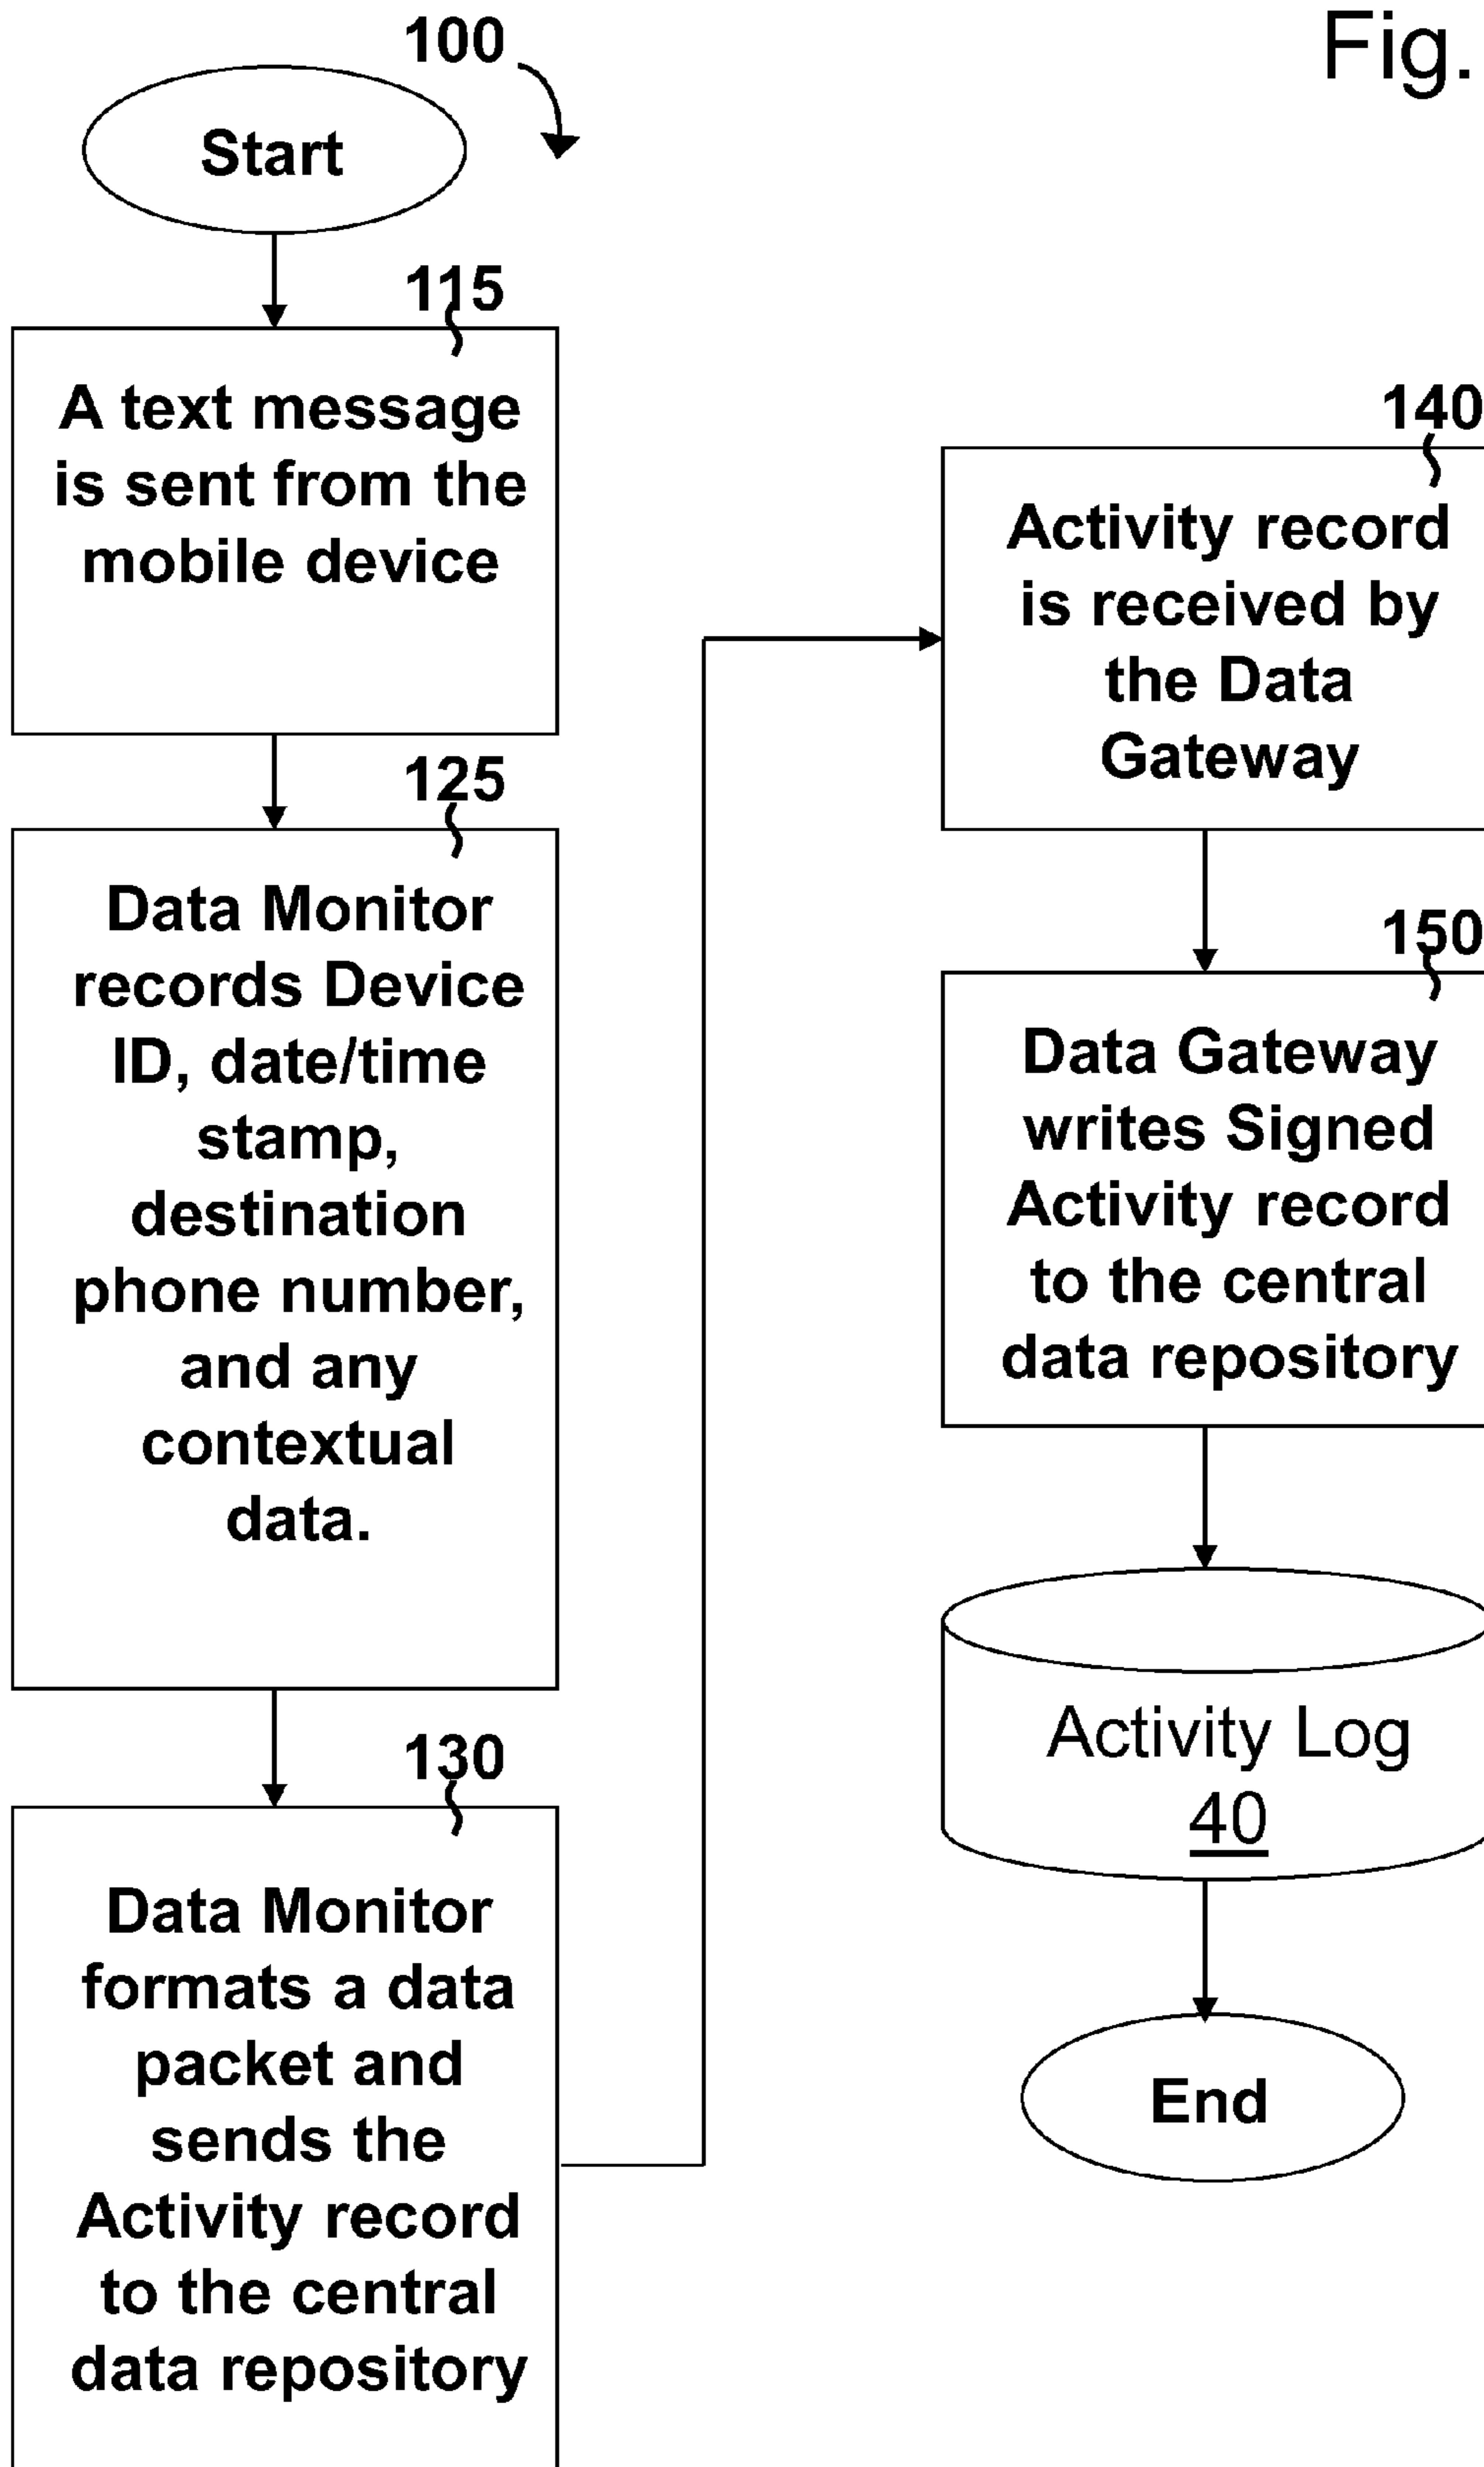 100
Fig.
Start
115
A text message
is sent from the
mobile device
125
Data Monitor
records Device
ID, date/time
stamp,
destination
phone number,
and any
contextual
data.
130
Data Monitor
formats a data
packet and
sends the
Activity record
to the central
data repository
140
Activity record
is received by
the Data
Gateway
150
Data Gateway
writes Signed
Activity record
to the central
data repository
Activity Log
40
End